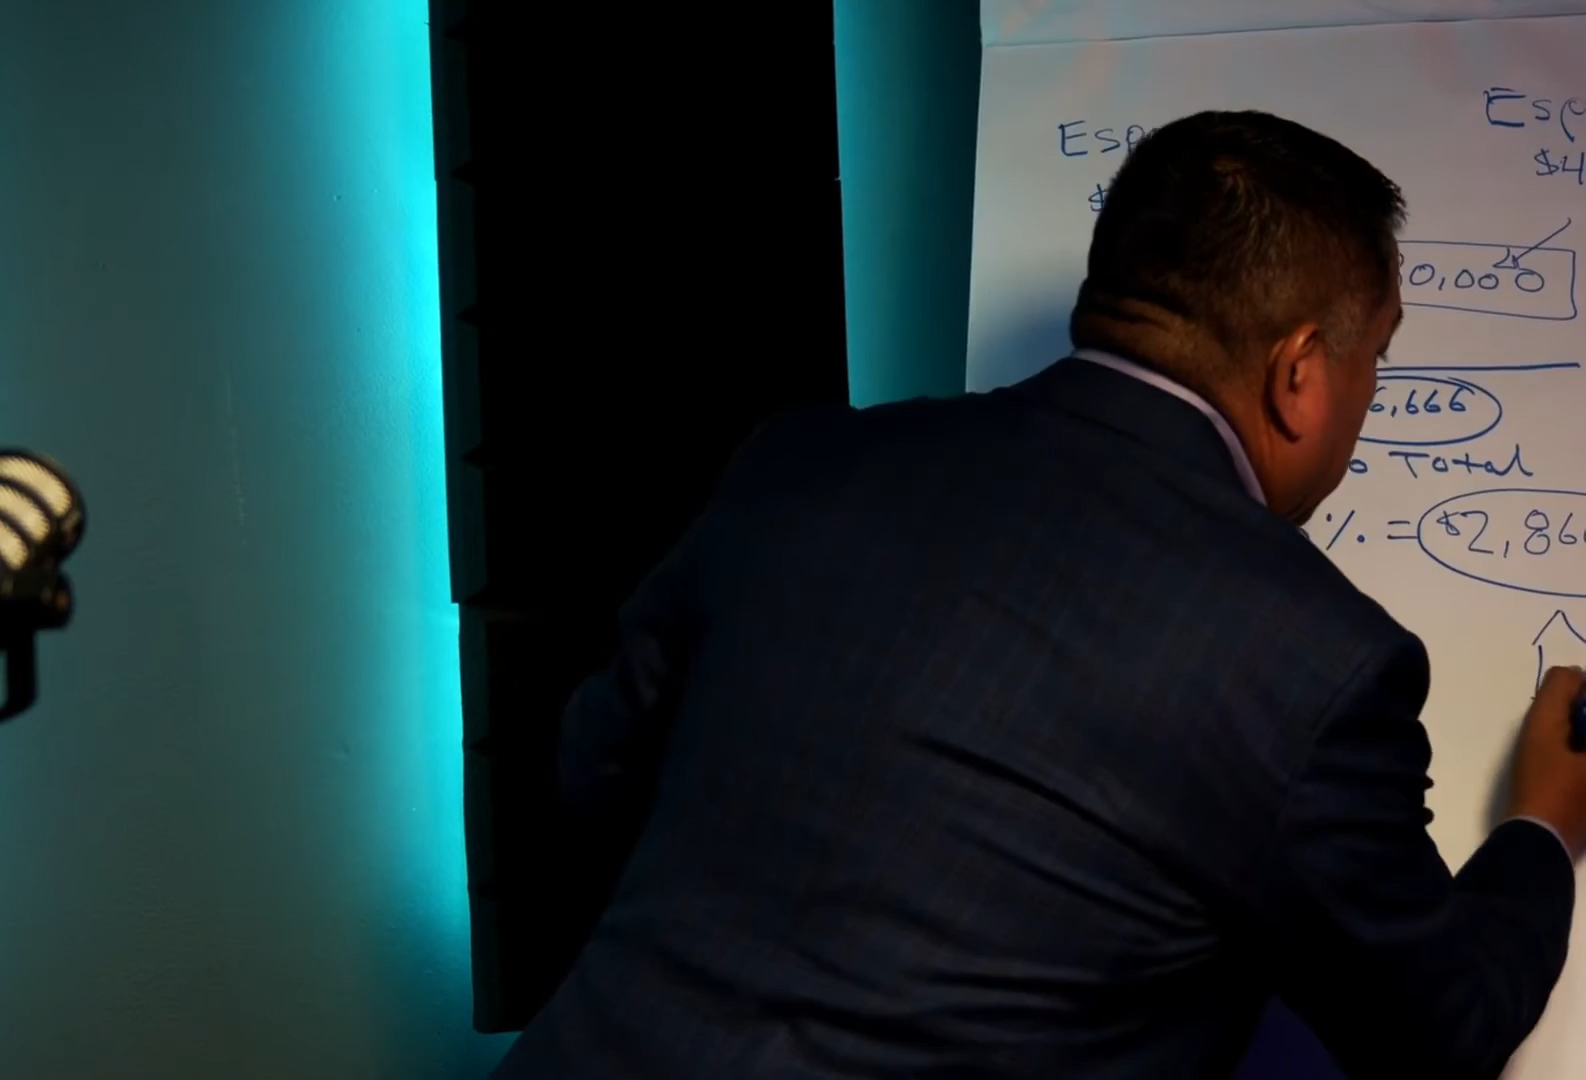 Esp
Esp
$
$4
0,000
6,666
o Total
% = $2,86